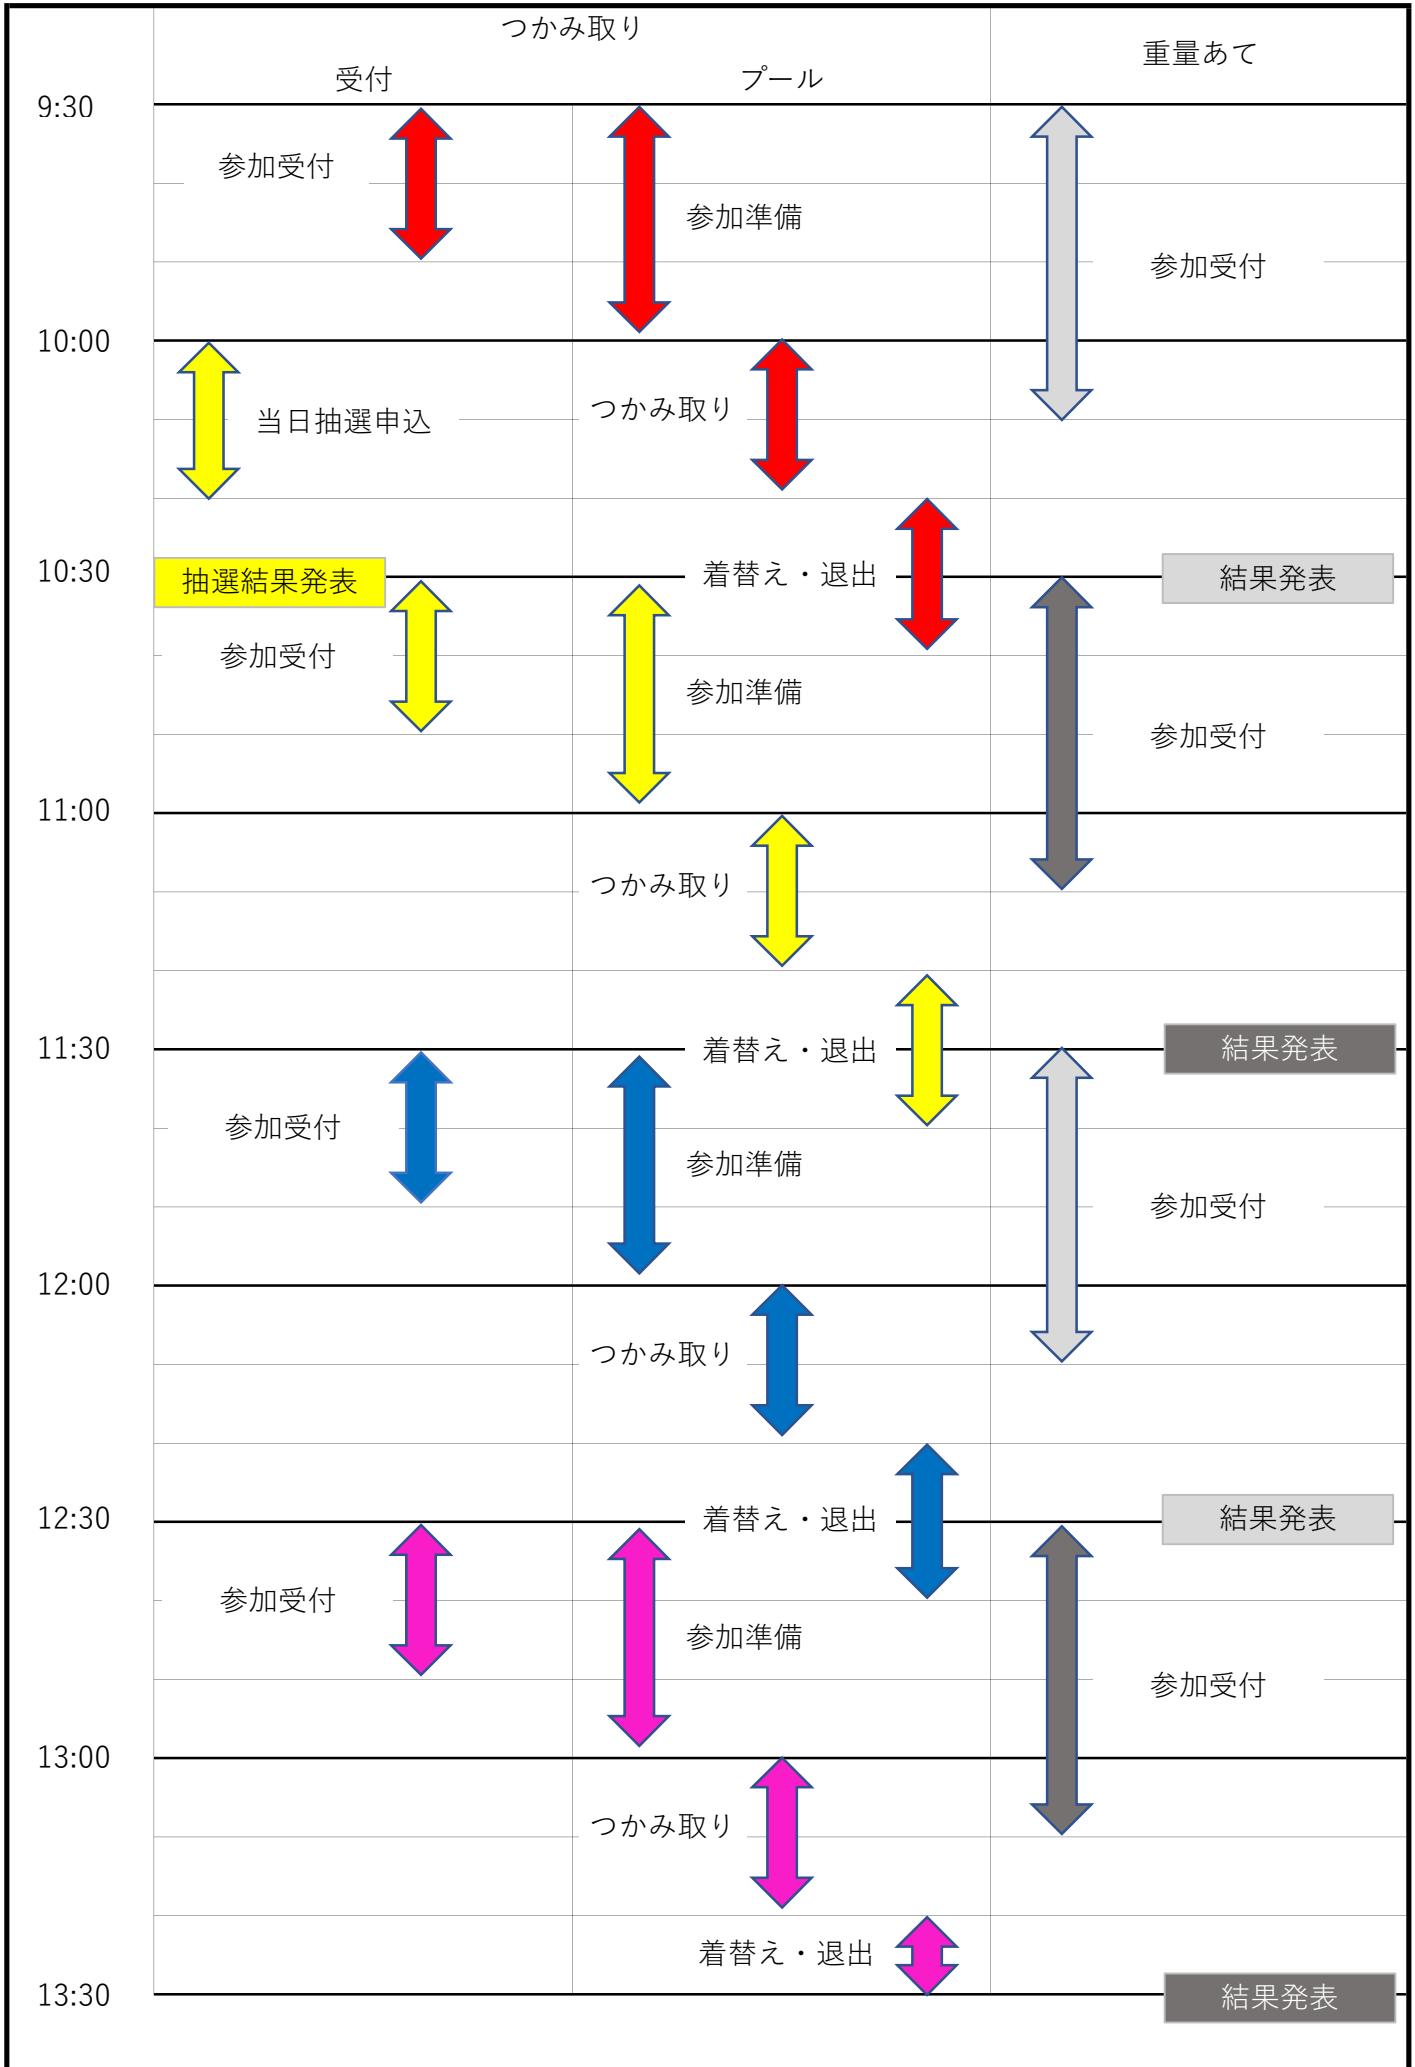 つかみ取り
重量あて
受付
プール
9:30
参加受付
参加準備
参加受付
10:00
つかみ取り
当日抽選申込
10:30
抽選結果発表
着替え・退出
結果発表
参加受付
参加準備
参加受付
11:00
つかみ取り
11:30
着替え・退出
結果発表
参加受付
参加準備
参加受付
12:00
つかみ取り
12:30
着替え・退出
結果発表
参加受付
参加準備
参加受付
13:00
つかみ取り
着替え・退出
13:30
結果発表